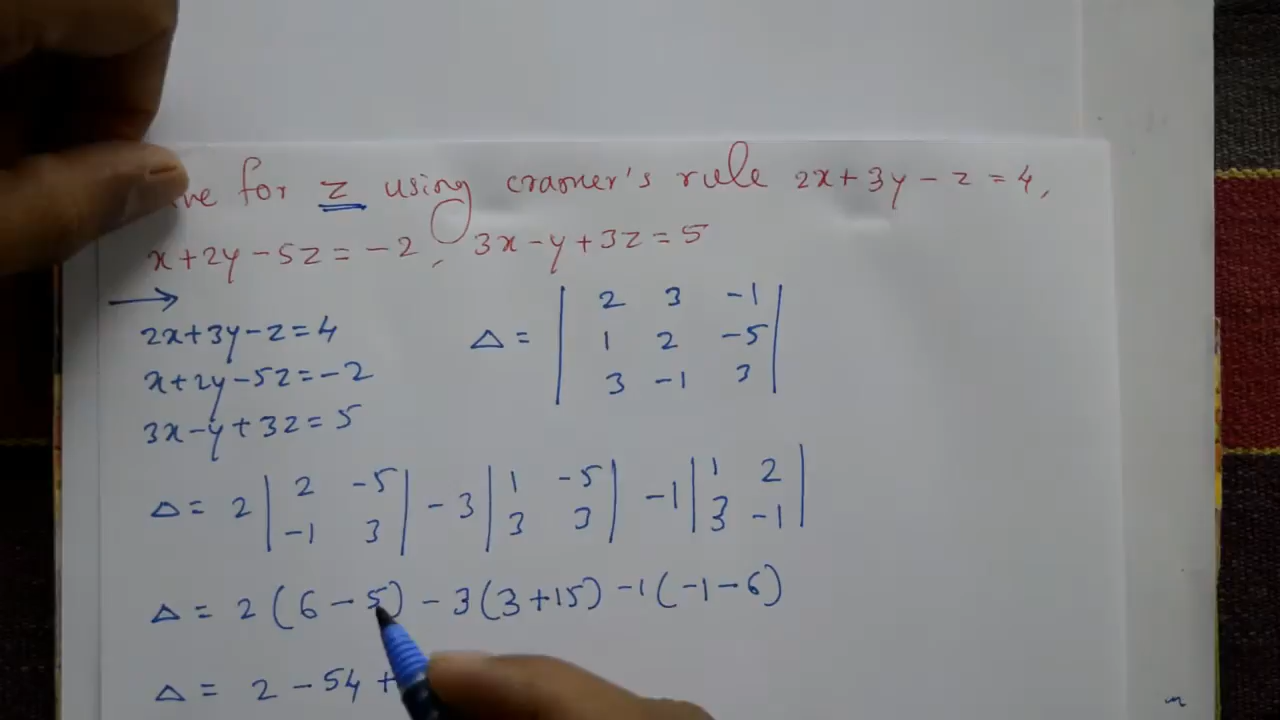 ve for z using cramer's rule 2x+3y-z=4,
x+2y-5z=-2, 3x-y+3z=5
2x+3y-z=4
x+2y-5z=-2
3x-y+3z=5
Δ = | 2 3 -1 |
| 1 2 -5 |
| 3 -1 3 |
Δ = 2 | 2 -5 | -3 | 1 -5 | -1 | 1 2 |
| -1 3 | | 3 3 | | 3 -1 |
Δ = 2(6-5) -3(3+15) -1(-1-6)
Δ = 2 - 54 +